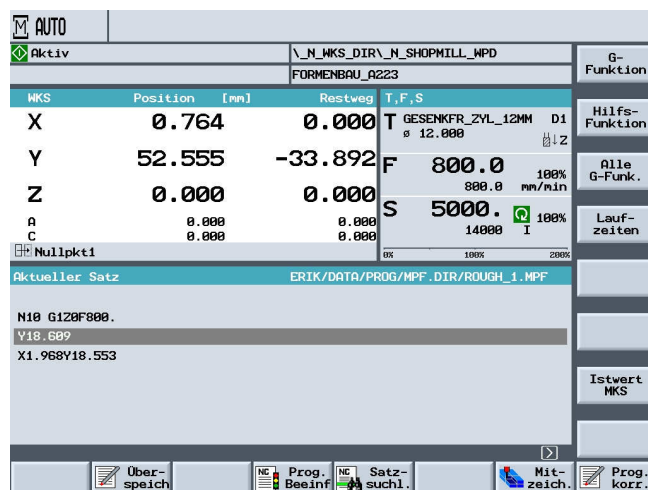 M AUTO
Aktiv \_N_WKS_DIR\_N_SHOPMILL_WPD
FORMENBAU_A223
WKS Position [mm] Restweg
X 0.764 0.000
Y 52.555 -33.892
Z 0.000 0.000
A 0.000 0.000
C 0.000 0.000
Nullpkt1
T,F,S
T GESENKFR_ZYL_12MM D1
ø 12.000 ↓Z
F 800.0 100%
800.0 mm/min
S 5000. 100%
14000 I
0% 100% 200%
Aktueller Satz ERIK/DATA/PROG/MPF.DIR/ROUGH_1.MPF
N10 G1Z0F800.
Y18.609
X1.968Y18.553
G-
Funktion
Hilfs-
Funktion
Alle
G-Funk.
Lauf-
zeiten
Istwert
MKS
Über-
speich
NC Prog.
Beeinf
NC Satz-
suchl.
Mit-
zeich.
Prog.
korr.